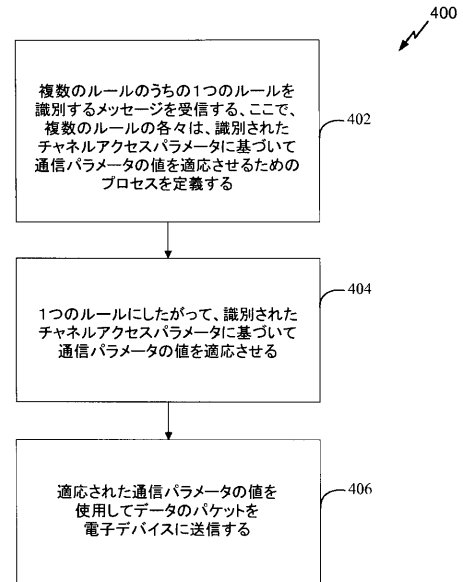 400
複数のルールのうちの1つのルールを
識別するメッセージを受信する、ここで、
複数のルールの各々は、識別された
チャネルアクセスパラメータに基づいて
通信パラメータの値を適応させるための
プロセスを定義する
402
1つのルールにしたがって、識別された
チャネルアクセスパラメータに基づいて
通信パラメータの値を適応させる
404
適応された通信パラメータの値を
使用してデータのパケットを
電子デバイスに送信する
406